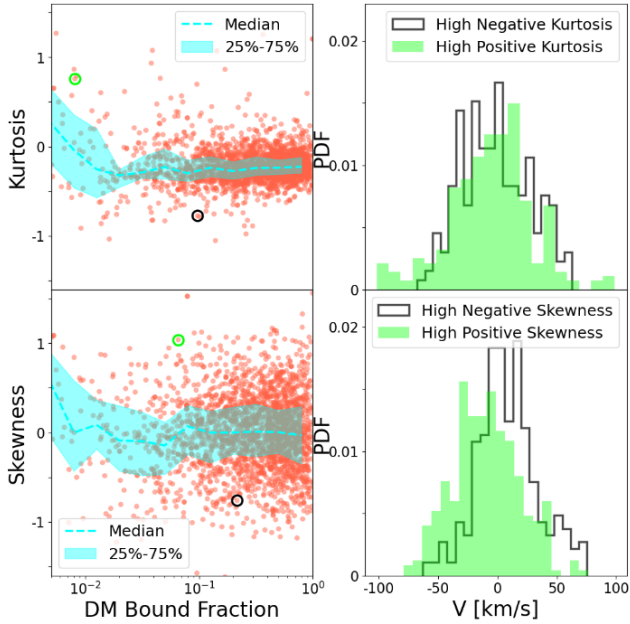 Median
25%-75%
1
0
-1
Kurtosis
High Negative Kurtosis
High Positive Kurtosis
0.02
0.01
0
PDF
1
0
-1
Skewness
Median
25%-75%
10⁻²
10⁻¹
10⁰
DM Bound Fraction
High Negative Skewness
High Positive Skewness
0.02
0.01
0
PDF
-100
-50
0
50
100
V [km/s]